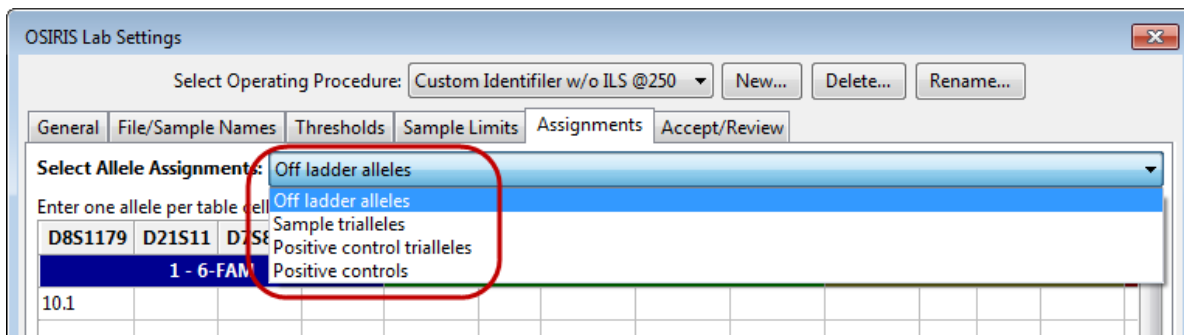 OSIRIS Lab Settings
Select Operating Procedure: Custom Identifiler w/o ILS @250 New... Delete... Rename...
General File/Sample Names Thresholds Sample Limits Assignments Accept/Review
Select Allele Assignments: Off ladder alleles
Off ladder alleles
Enter one allele per table cell
Sample trialleles
D8S1179 D21S11 D7S8
Positive control trialleles
1 - 6-FAM
Positive controls
10.1